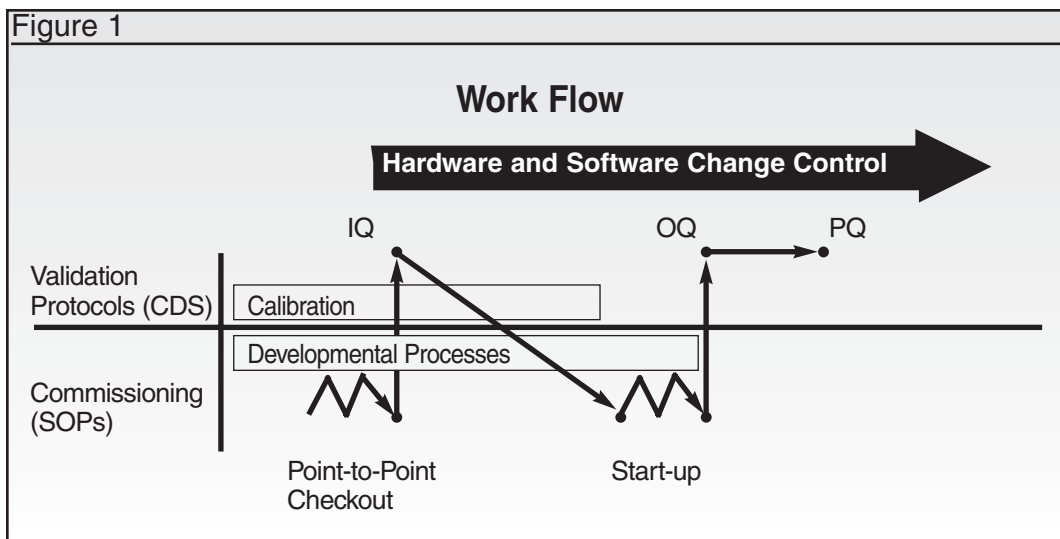 Figure 1
Work Flow
Hardware and Software Change Control
IQ
OQ
PQ
Validation
Protocols (CDS)
Calibration
Developmental Processes
Commissioning
(SOPs)
Point-to-Point
Checkout
Start-up